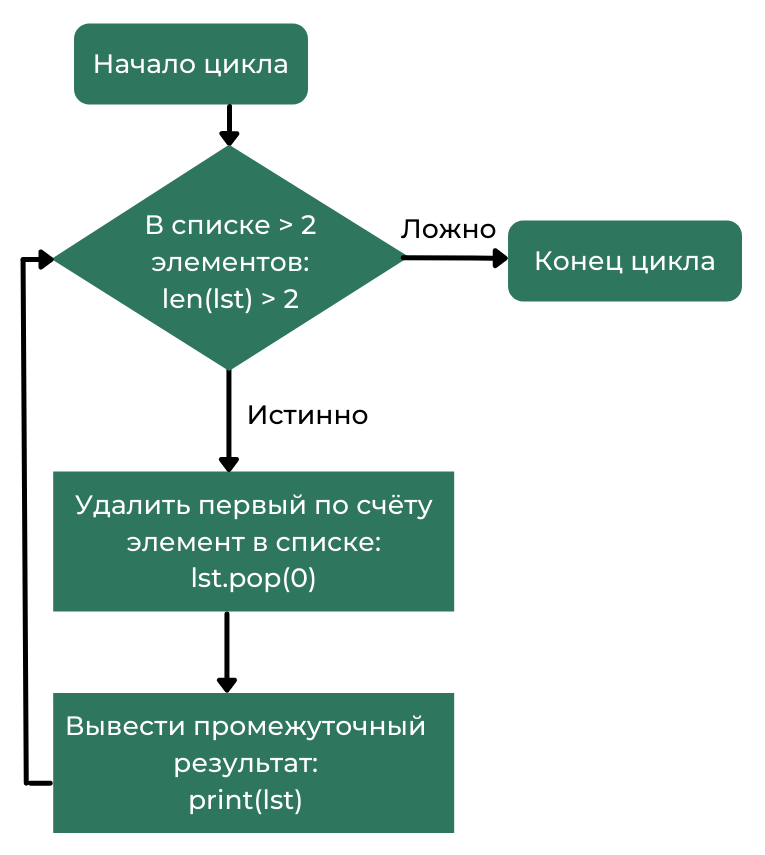 Начало цикла
В списке > 2
элементов:
len(lst) > 2
Ложно
Конец цикла
Истинно
Удалить первый по счёту
элемент в списке:
lst.pop(0)
Вывести промежуточный
результат:
print(lst)